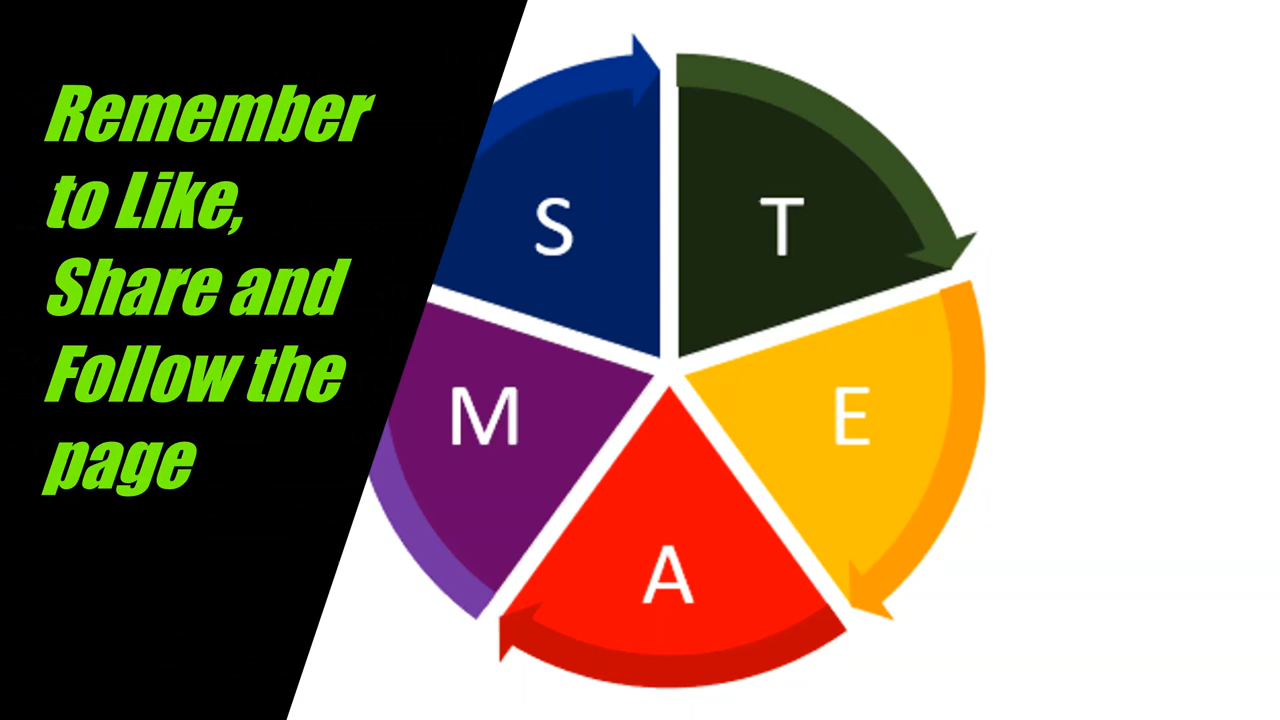 Remember
to Like,
Share and
Follow the
page
S
T
E
A
M